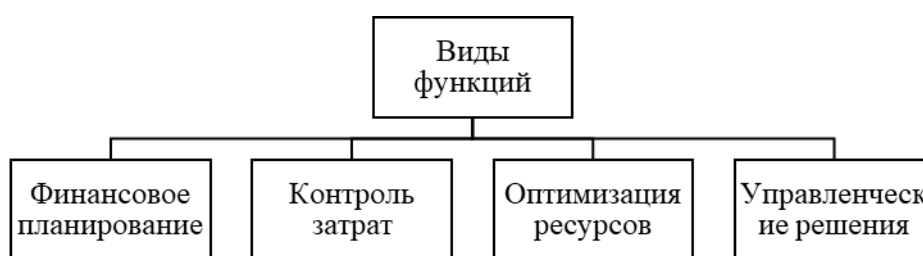 Виды
функций
Финансовое
планирование
Контроль
затрат
Оптимизация
ресурсов
Управленческ
ие решения